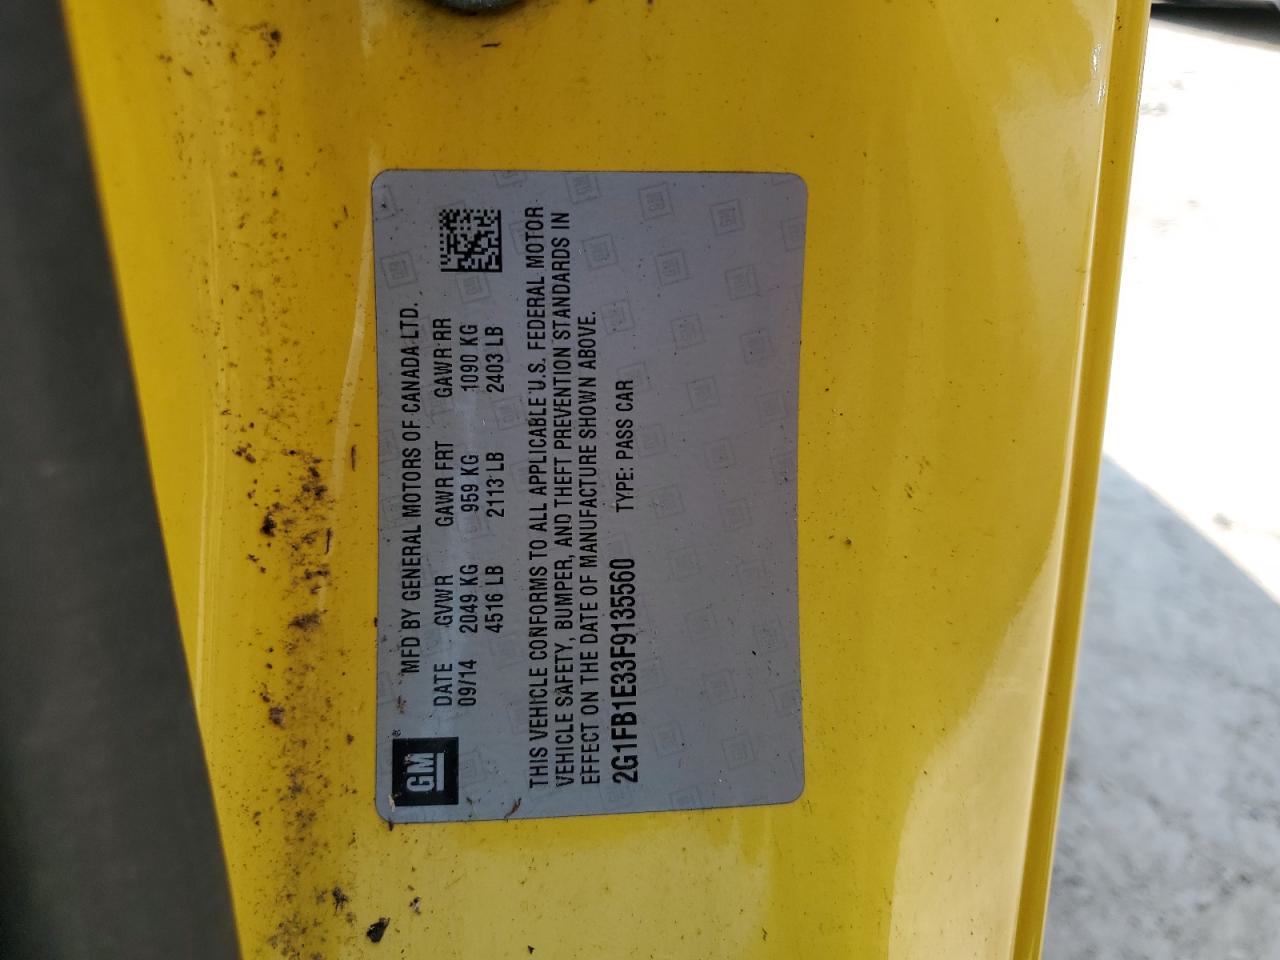 GM
MFD BY GENERAL MOTORS OF CANADA LTD.
DATE GVWR GAWR FRT GAWR RR
09/14 2049 KG 959 KG 1090 KG
4516 LB 2113 LB 2403 LB
THIS VEHICLE CONFORMS TO ALL APPLICABLE U.S. FEDERAL MOTOR
VEHICLE SAFETY, BUMPER, AND THEFT PREVENTION STANDARDS IN
EFFECT ON THE DATE OF MANUFACTURE SHOWN ABOVE.
2G1FB1E33F9135560 TYPE: PASS CAR